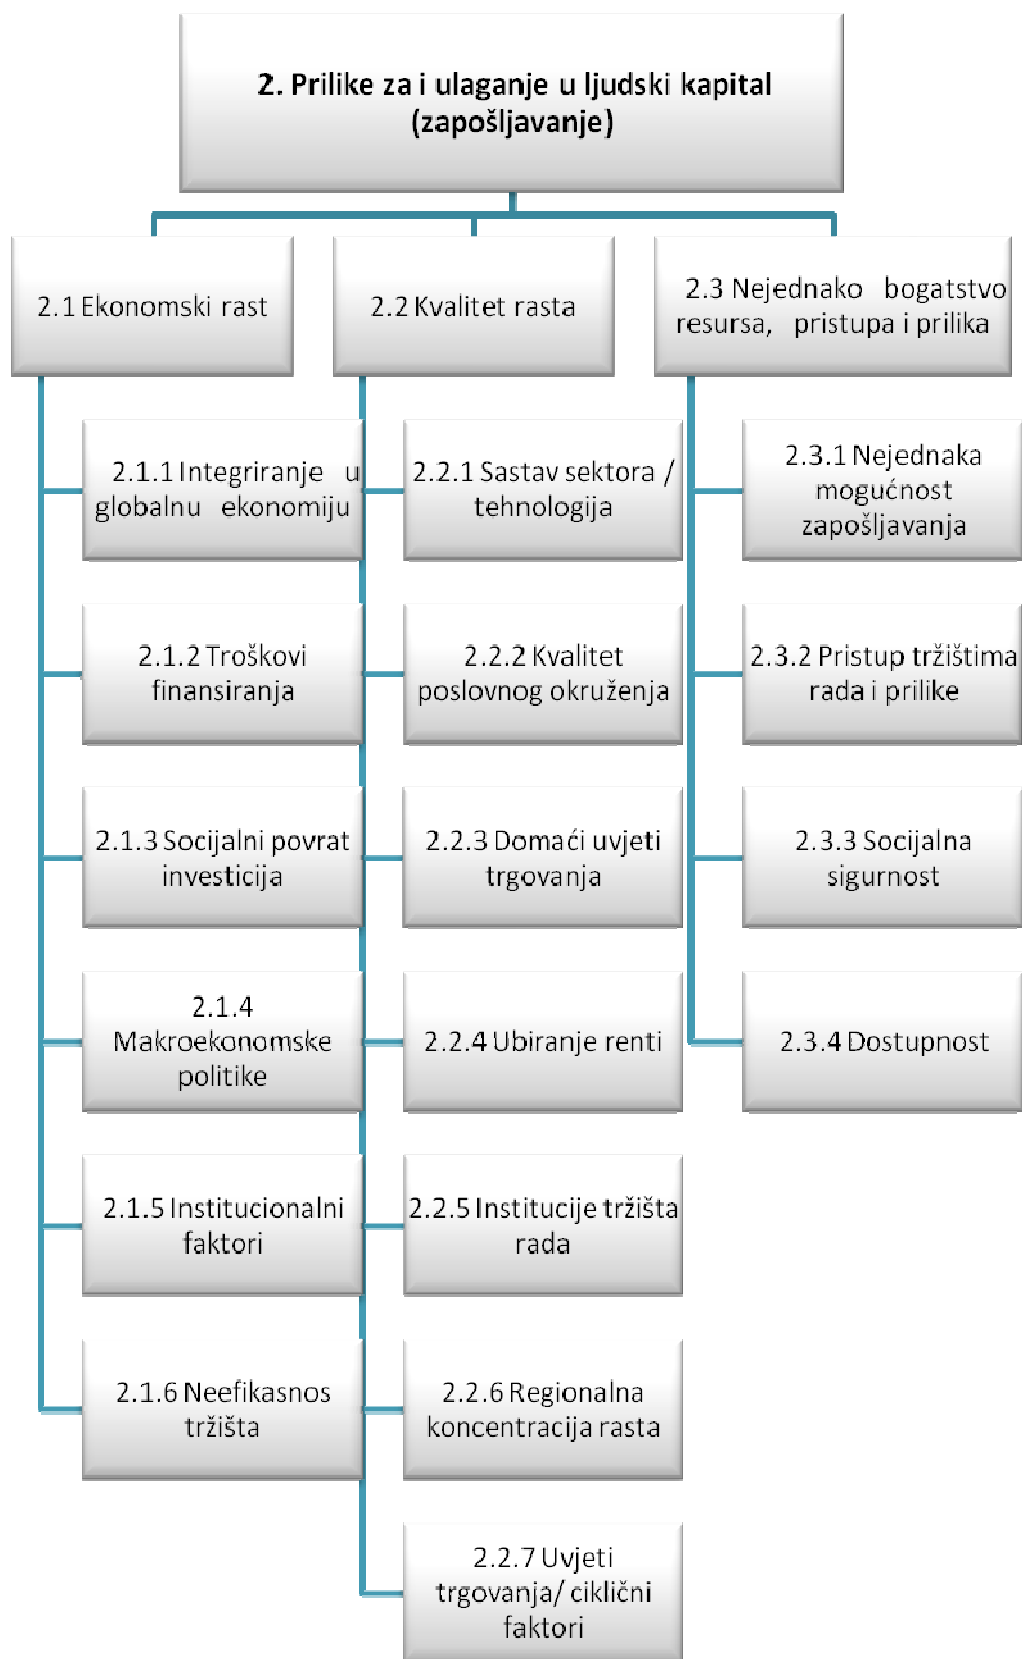 2. Prilike za i ulaganje u ljudski kapital
(zapošljavanje)
2.1 Ekonomski rast
2.2 Kvalitet rasta
2.3 Nejednako bogatstvo
resursa, pristupa i prilika
2.1.1 Integriranje u
globalnu ekonomiju
2.1.2 Troškovi
finansiranja
2.1.3 Socijalni povrat
investicija
2.1.4
Makroekonomske
politike
2.1.5 Institucionalni
faktori
2.1.6 Neefikasnos
tržišta
2.2.1 Sastav sektora /
tehnologija
2.2.2 Kvalitet
poslovnog okruženja
2.2.3 Domaći uvjeti
trgovanja
2.2.4 Ubiranje renti
2.2.5 Institucije tržišta
rada
2.2.6 Regionalna
koncentracija rasta
2.2.7 Uvjeti
trgovanja/ ciklični
faktori
2.3.1 Nejednaka
mogućnost
zapošljavanja
2.3.2 Pristup tržištima
rada i prilike
2.3.3 Socijalna
sigurnost
2.3.4 Dostupnost